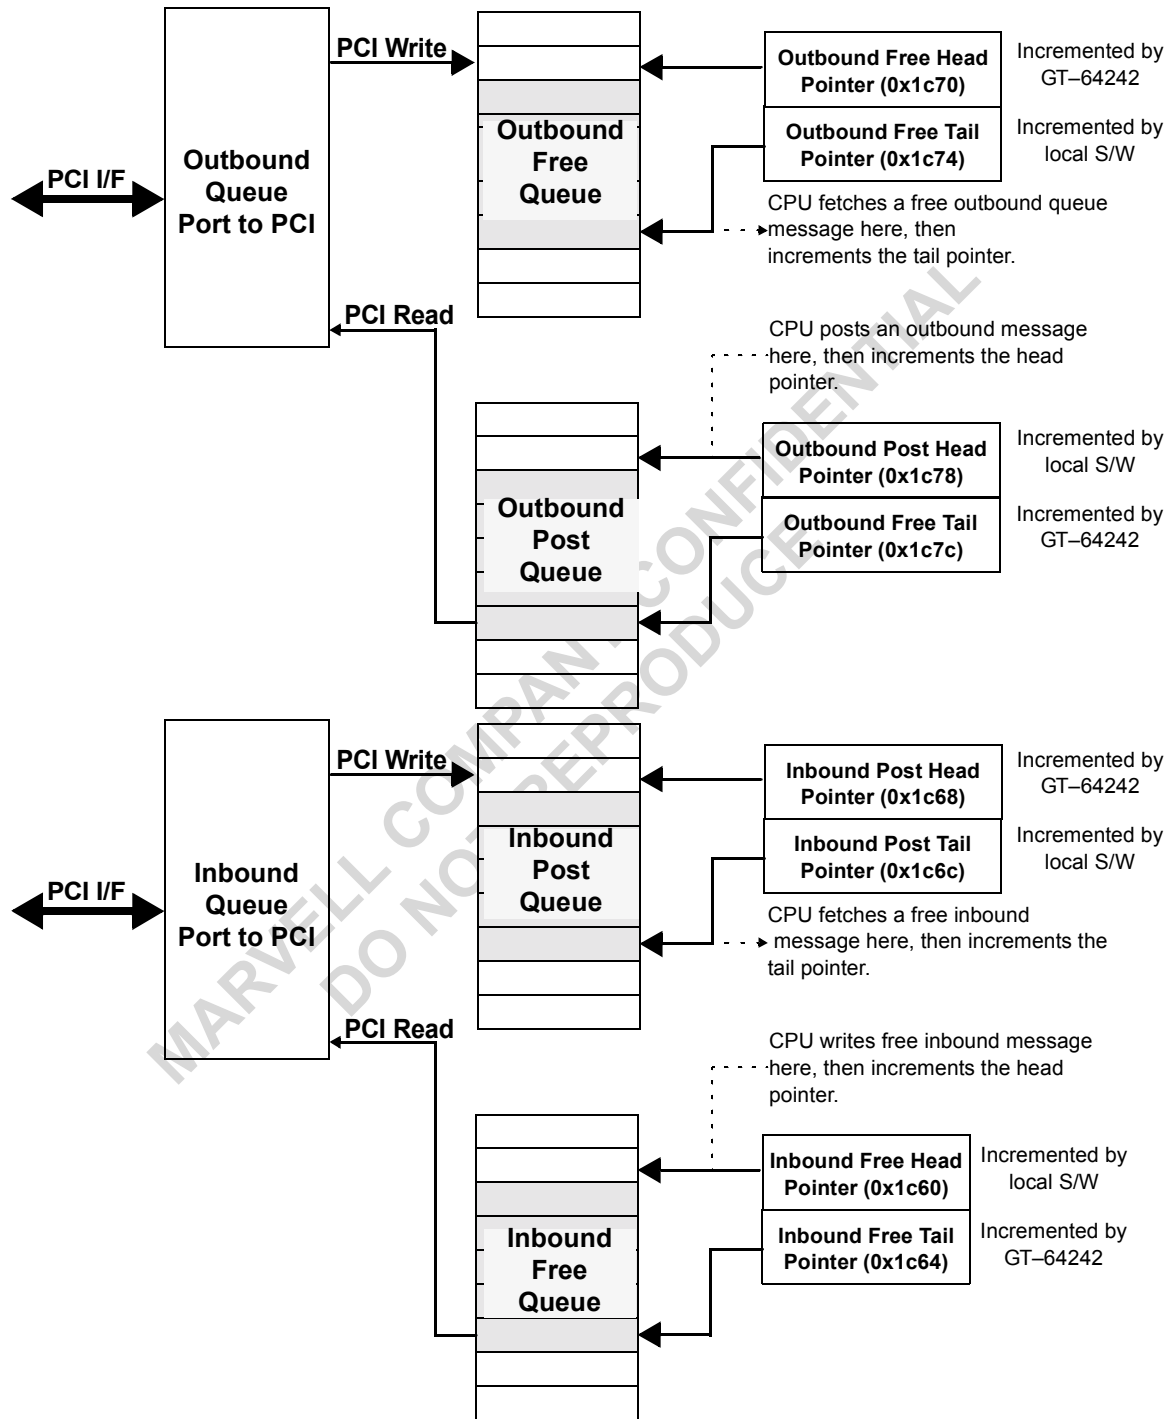 PCI Write
Outbound Free Head
Pointer (0x1c70)
Incremented by
GT–64242
Outbound
Free
Queue
Outbound Free Tail
Pointer (0x1c74)
Incremented by
local S/W
PCI I/F
Outbound
Queue
Port to PCI
CPU fetches a free outbound queue
message here, then
increments the tail pointer.
PCI Read
CPU posts an outbound message
here, then increments the head
pointer.
Outbound Post Head
Pointer (0x1c78)
Incremented by
local S/W
Outbound
Post
Queue
Outbound Free Tail
Pointer (0x1c7c)
Incremented by
GT–64242
MARVELL COMPANY CONFIDENTIAL
DO NOT REPRODUCE
PCI Write
Inbound Post Head
Pointer (0x1c68)
Incremented by
GT–64242
Inbound
Post
Queue
Inbound Post Tail
Pointer (0x1c6c)
Incremented by
local S/W
PCI I/F
Inbound
Queue
Port to PCI
CPU fetches a free inbound
message here, then increments the
tail pointer.
PCI Read
CPU writes free inbound message
here, then increments the head
pointer.
Inbound Free Head
Pointer (0x1c60)
Incremented by
local S/W
Inbound
Free
Queue
Inbound Free Tail
Pointer (0x1c64)
Incremented by
GT–64242